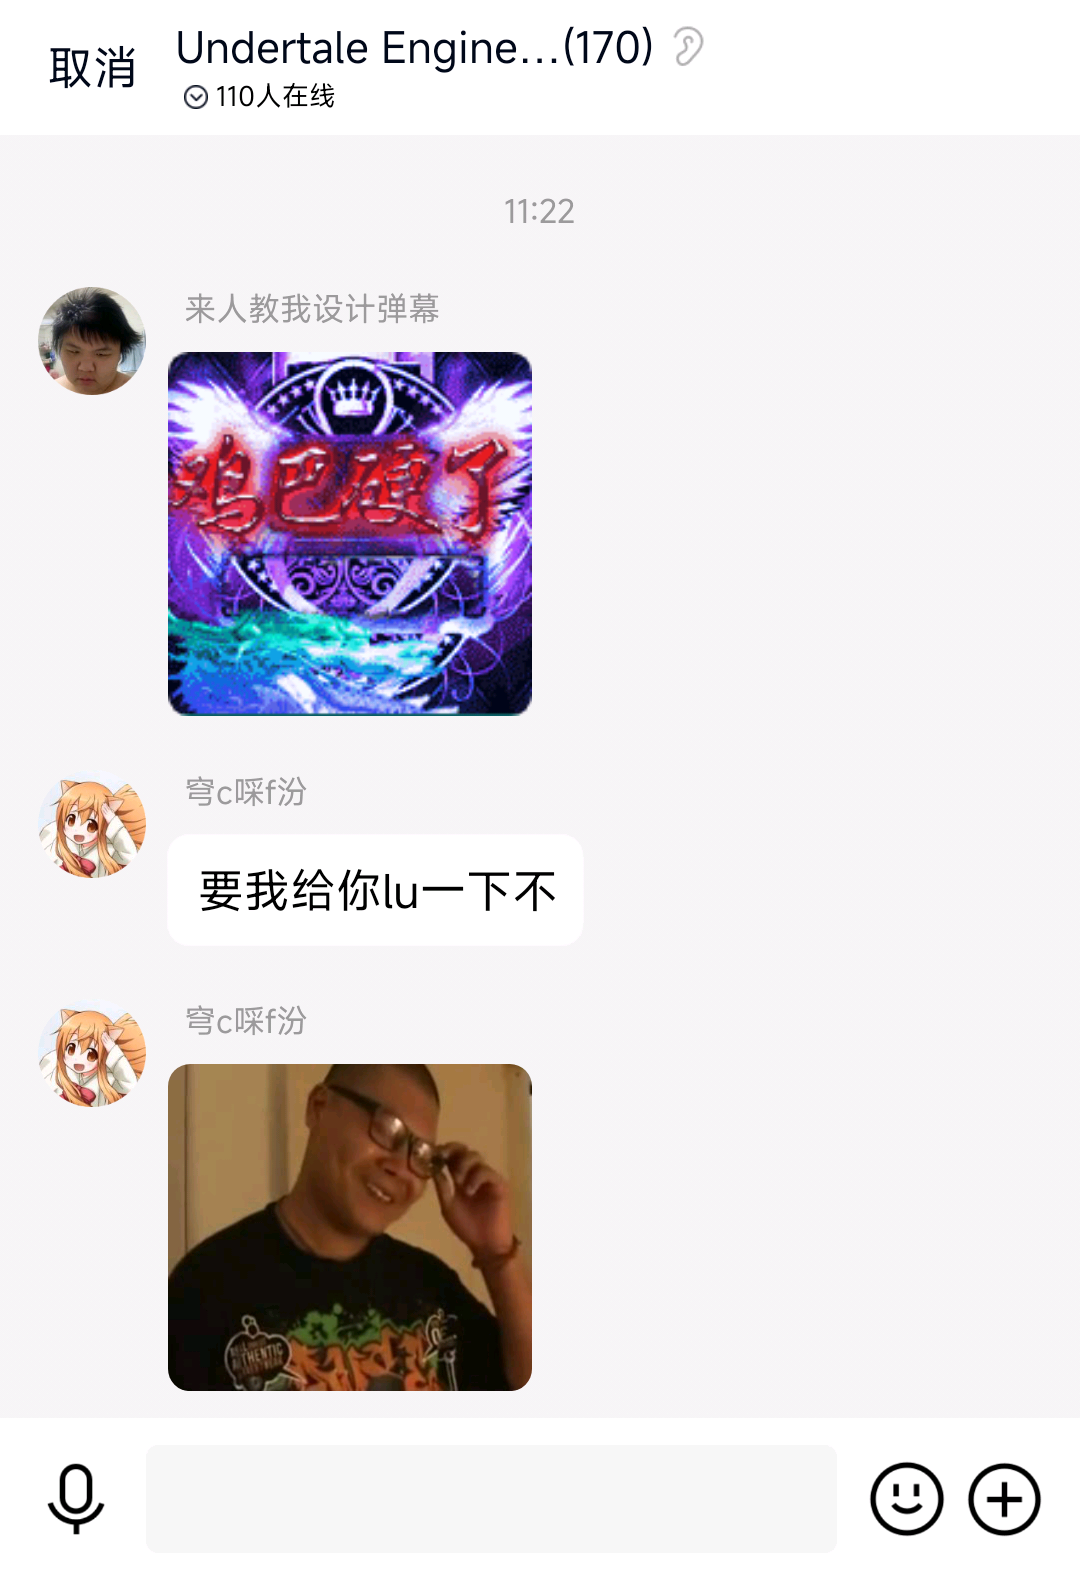 取消
Undertale Engine...(170)
110人在线
11:22
来人教我设计弹幕
鸡巴硬了
穹c啋f汾
要我给你lu一下不
穹c啋f汾
AUTHENTIC